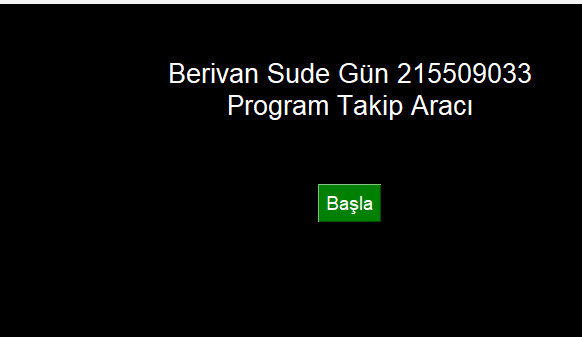 Berivan Sude Gün 215509033
Program Takip Aracı
Başla